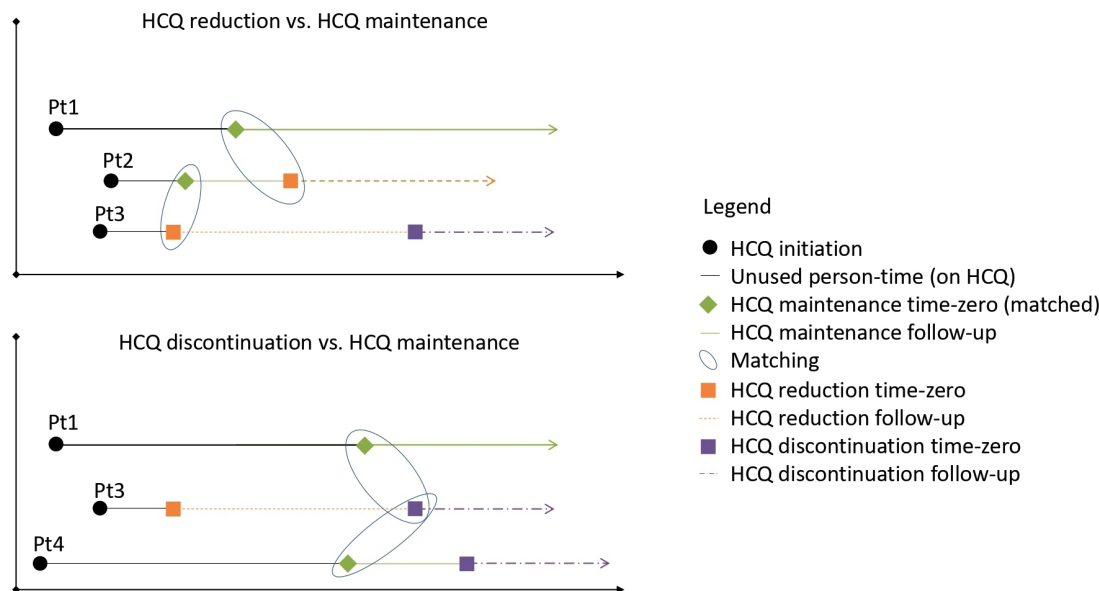 HCQ reduction vs. HCQ maintenance
Pt1
Pt2
Pt3
HCQ discontinuation vs. HCQ maintenance
Pt1
Pt3
Pt4
Legend
HCQ initiation
Unused person-time (on HCQ)
HCQ maintenance time-zero (matched)
HCQ maintenance follow-up
Matching
HCQ reduction time-zero
HCQ reduction follow-up
HCQ discontinuation time-zero
HCQ discontinuation follow-up